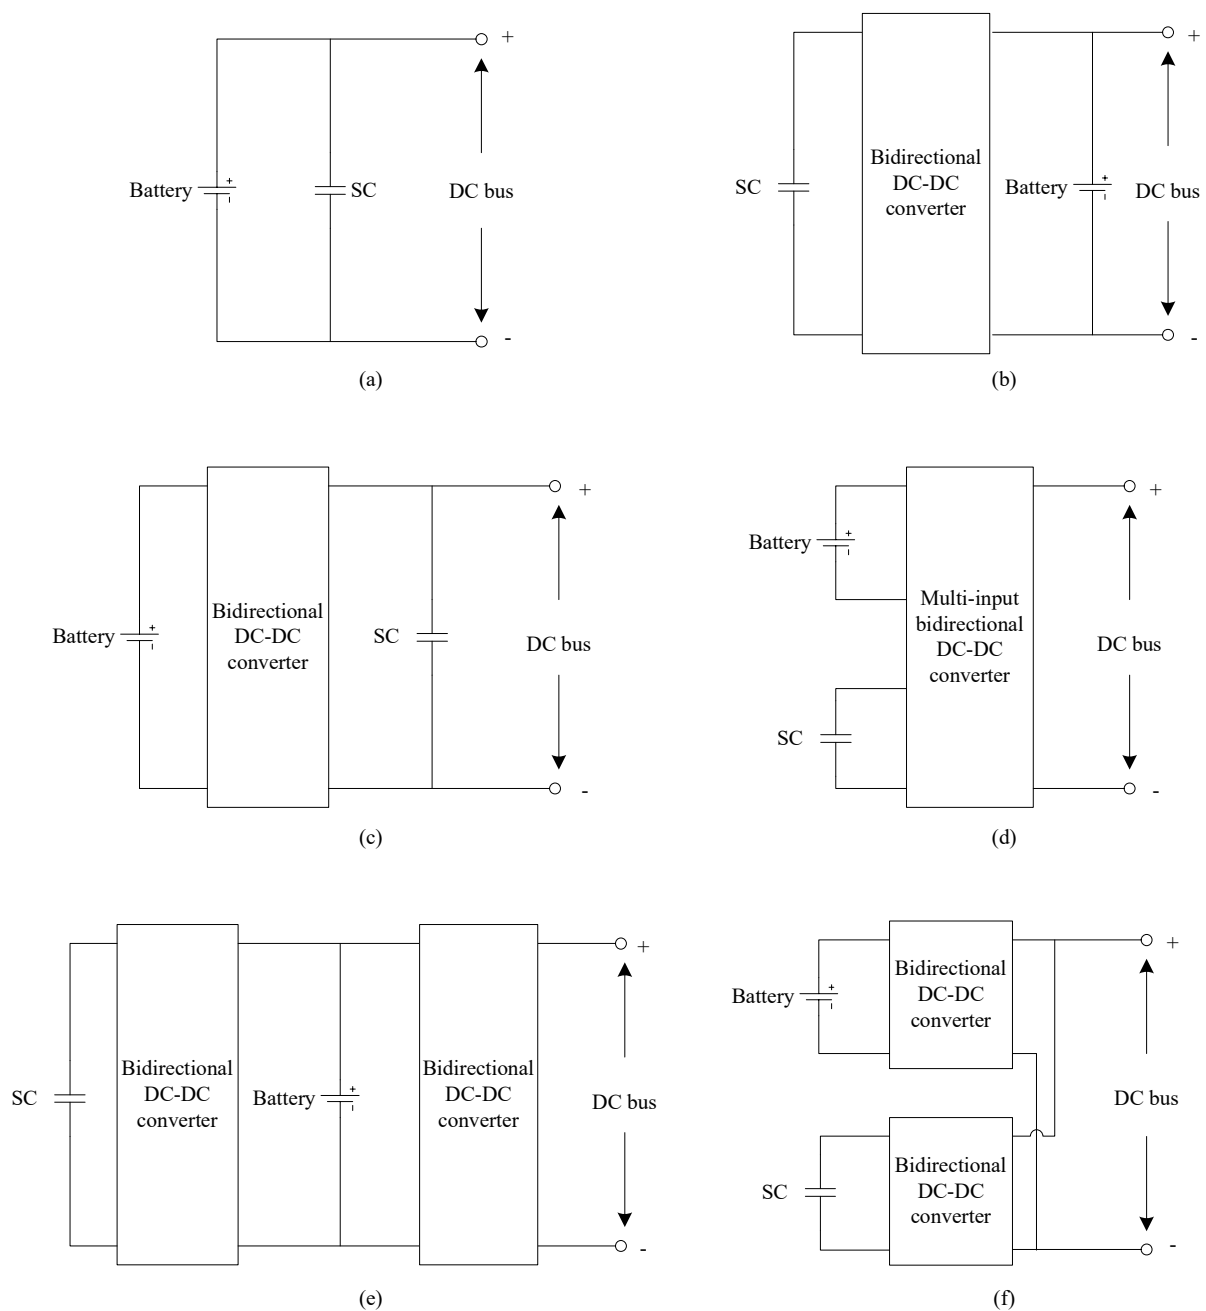 +
Battery
+
-
SC
DC bus
-
(a)
+
SC
Bidirectional
DC-DC
converter
Battery
+
-
DC bus
-
(b)
+
Battery
+
-
Bidirectional
DC-DC
converter
SC
DC bus
-
(c)
+
Battery
+
-
SC
Multi-input
bidirectional
DC-DC
converter
DC bus
-
(d)
+
SC
Bidirectional
DC-DC
converter
Battery
+
-
Bidirectional
DC-DC
converter
DC bus
-
(e)
+
Battery
+
-
Bidirectional
DC-DC
converter
DC bus
SC
Bidirectional
DC-DC
converter
-
(f)